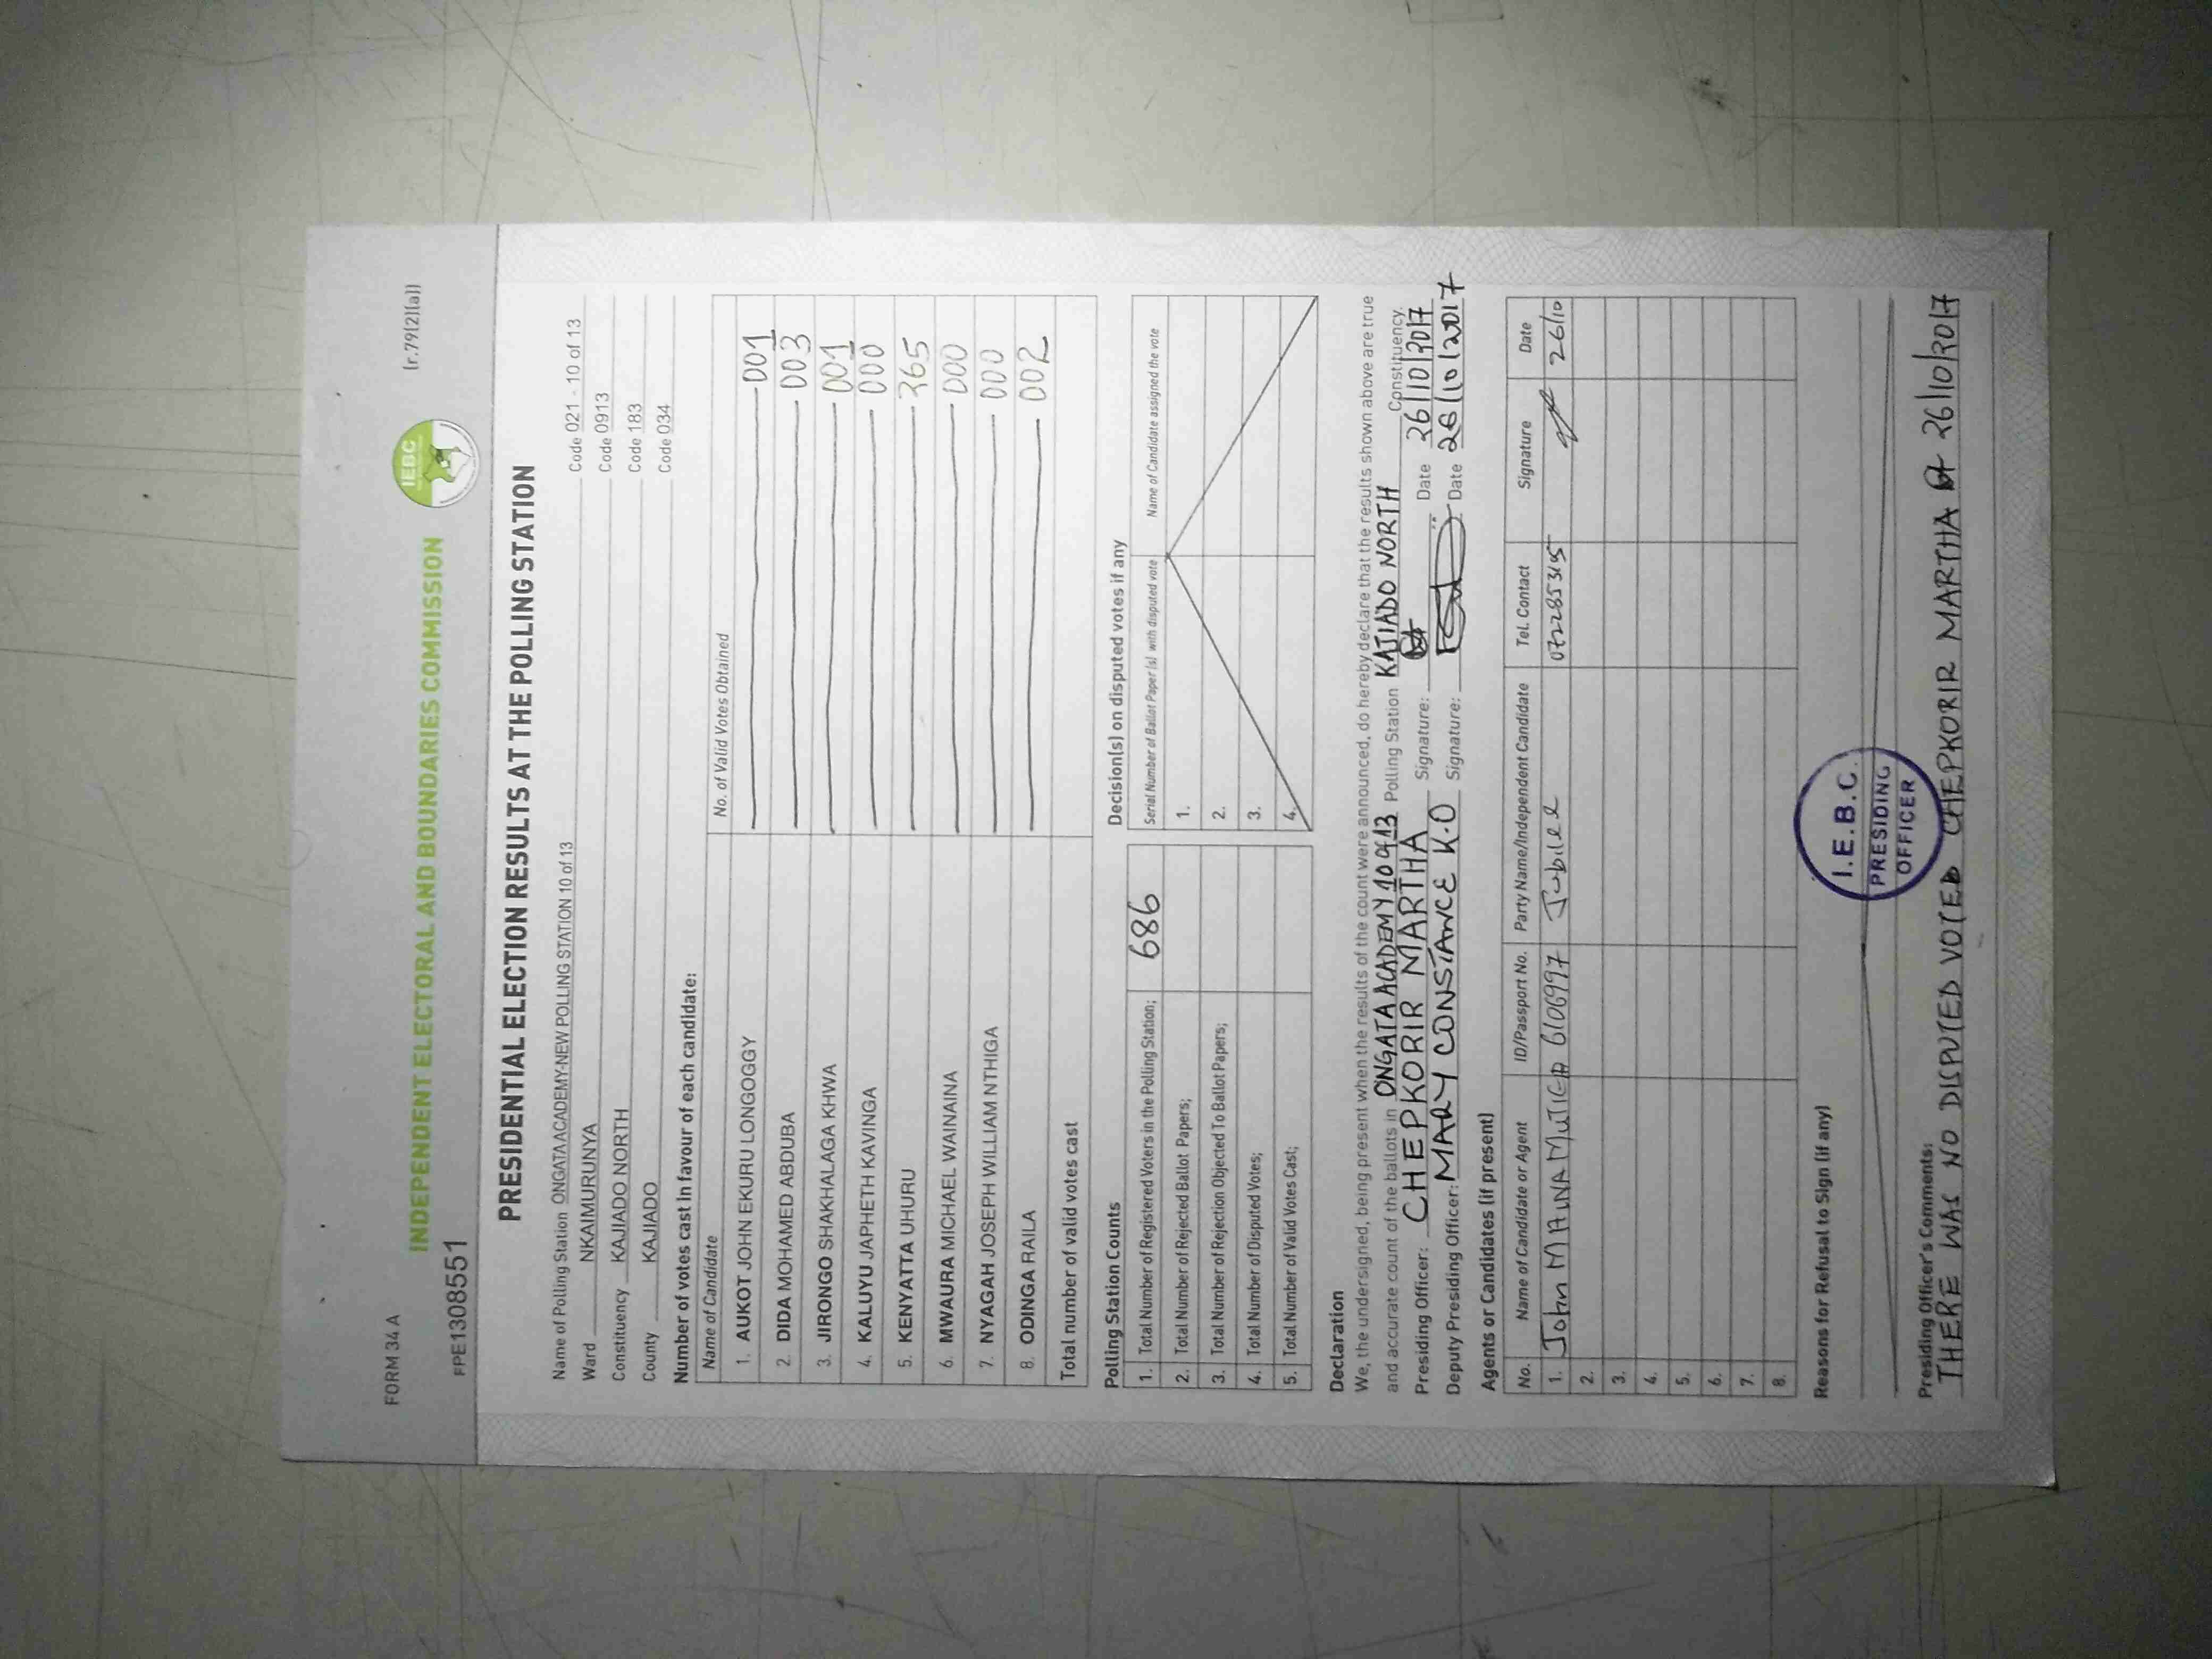 FORM 34 A
(r.79(2)(a))
INDEPENDENT ELECTORAL AND BOUNDARIES COMMISSION
IEBC
FPE1308551
PRESIDENTIAL ELECTION RESULTS AT THE POLLING STATION
Name of Polling Station ONGATA ACADEMY-NEW POLLING STATION 10 of 13 Code 021 - 10 of 13
Ward NKAIMURUNYA Code 0913
Constituency KAJIADO NORTH Code 183
County KAJIADO Code 034
Number of votes cast in favour of each candidate:
Name of Candidate No. of Valid Votes Obtained
1. AUKOT JOHN EKURU LONGOGGY 001
2. DIDA MOHAMED ABDUBA 003
3. JIRONGO SHAKHALAGA KHWA 001
4. KALUYU JAPHETH KAVINGA 000
5. KENYATTA UHURU 365
6. MWAURA MICHAEL WAINAINA 000
7. NYAGAH JOSEPH WILLIAM NTHIGA 000
8. ODINGA RAILA 002
Total number of valid votes cast
Polling Station Counts Decision(s) on disputed votes if any
Serial Number of Ballot Paper(s) with disputed vote Name of Candidate assigned the vote
1. Total Number of Registered Voters in the Polling Station; 686 1.
2. Total Number of Rejected Ballot Papers; 2.
3. Total Number of Rejection Objected To Ballot Papers; 3.
4. Total Number of Disputed Votes; 4.
5. Total Number of Valid Votes Cast;
Declaration
We, the undersigned, being present when the results of the count were announced, do hereby declare that the results shown above are true
and accurate count of the ballots in ONGATA ACADEMY 10 of 13 Polling Station KAJIADO NORTH Constituency.
Presiding Officer: CHEPKORIR MARTHA Signature: Date 26/10/2017
Deputy Presiding Officer: MARY CONSTANCE K.O Signature: Date 26/10/2017
Agents or Candidates (if present)
No. Name of Candidate or Agent ID/Passport No. Party Name/Independent Candidate Tel. Contact Signature Date
1. John MAUNA 6106997 Jubilee 0722853165 26/10
2.
3.
4.
5.
6.
7.
8.
Reasons for Refusal to Sign (if any)
I.E.B.C.
PRESIDING
OFFICER
Presiding Officer's Comments:
THERE WAS NO DISPUTED VOTED CHEPKORIR MARTHA 26/10/2017